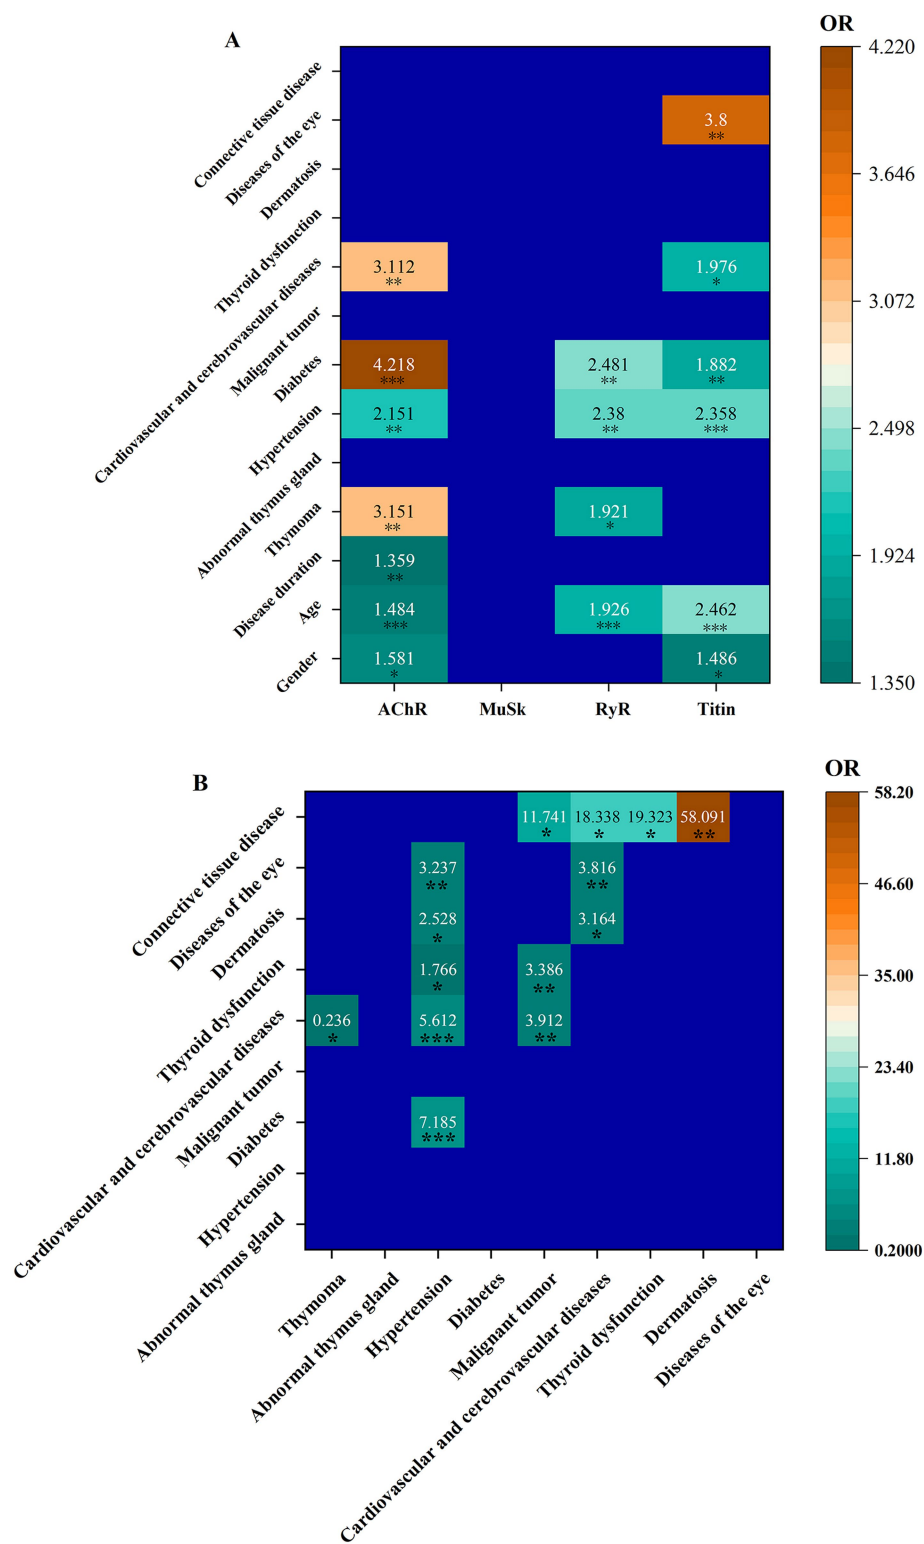 A
OR
Connective tissue disease
Diseases of the eye
3.8
**
Dermatosis
Thyroid dysfunction
Cardiovascular and cerebrovascular diseases
3.112
**
1.976
*
Malignant tumor
Diabetes
4.218
***
2.481
**
1.882
**
Hypertension
2.151
**
2.38
**
2.358
***
Abnormal thymus gland
Thymoma
3.151
**
1.921
*
Disease duration
1.359
**
Age
1.484
***
1.926
***
2.462
***
Gender
1.581
*
1.486
*
AChR
MuSk
RyR
Titin
4.220
3.646
3.072
2.498
1.924
1.350
B
OR
Connective tissue disease
11.741
*
18.338
*
19.323
*
58.091
**
Diseases of the eye
3.237
**
3.816
**
Dermatosis
2.528
*
3.164
*
Thyroid dysfunction
1.766
*
3.386
**
Cardiovascular and cerebrovascular diseases
0.236
*
5.612
***
3.912
**
Malignant tumor
Diabetes
7.185
***
Hypertension
Abnormal thymus gland
Thymoma
Abnormal thymus gland
Hypertension
Diabetes
Malignant tumor
Cardiovascular and cerebrovascular diseases
Thyroid dysfunction
Dermatosis
Diseases of the eye
58.20
46.60
35.00
23.40
11.80
0.2000